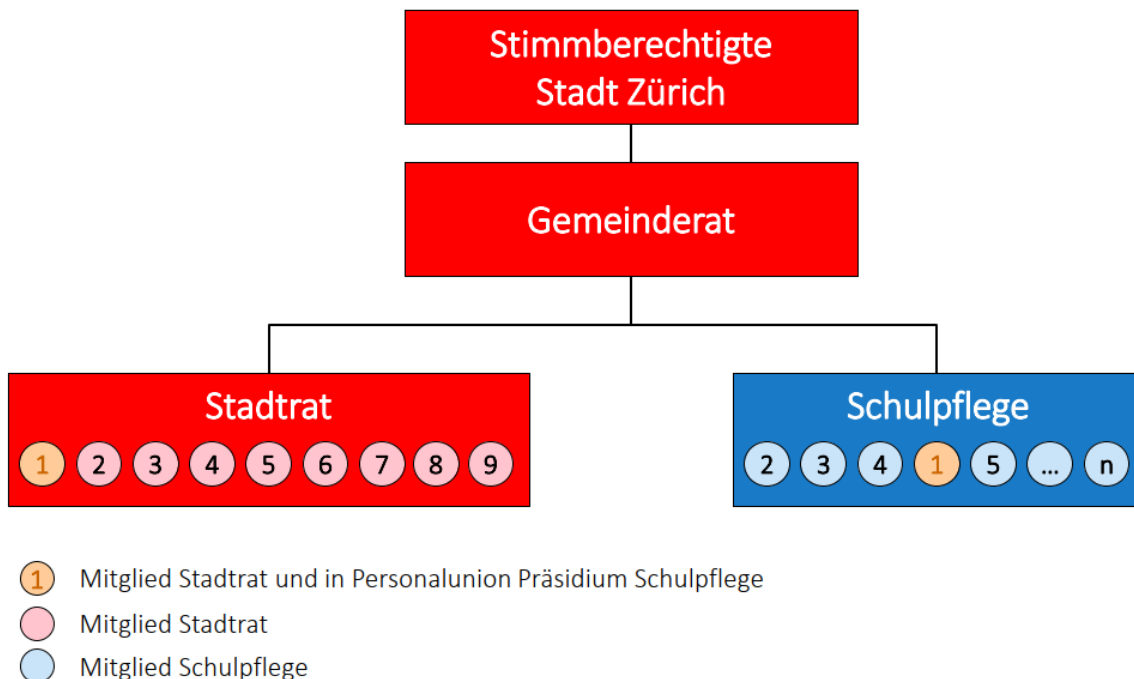 Stimmberechtigte
Stadt Zürich
Gemeinderat
Stadtrat
1 2 3 4 5 6 7 8 9
Schulpflege
2 3 4 1 5 ... n
1 Mitglied Stadtrat und in Personalunion Präsidium Schulpflege
Mitglied Stadtrat
Mitglied Schulpflege